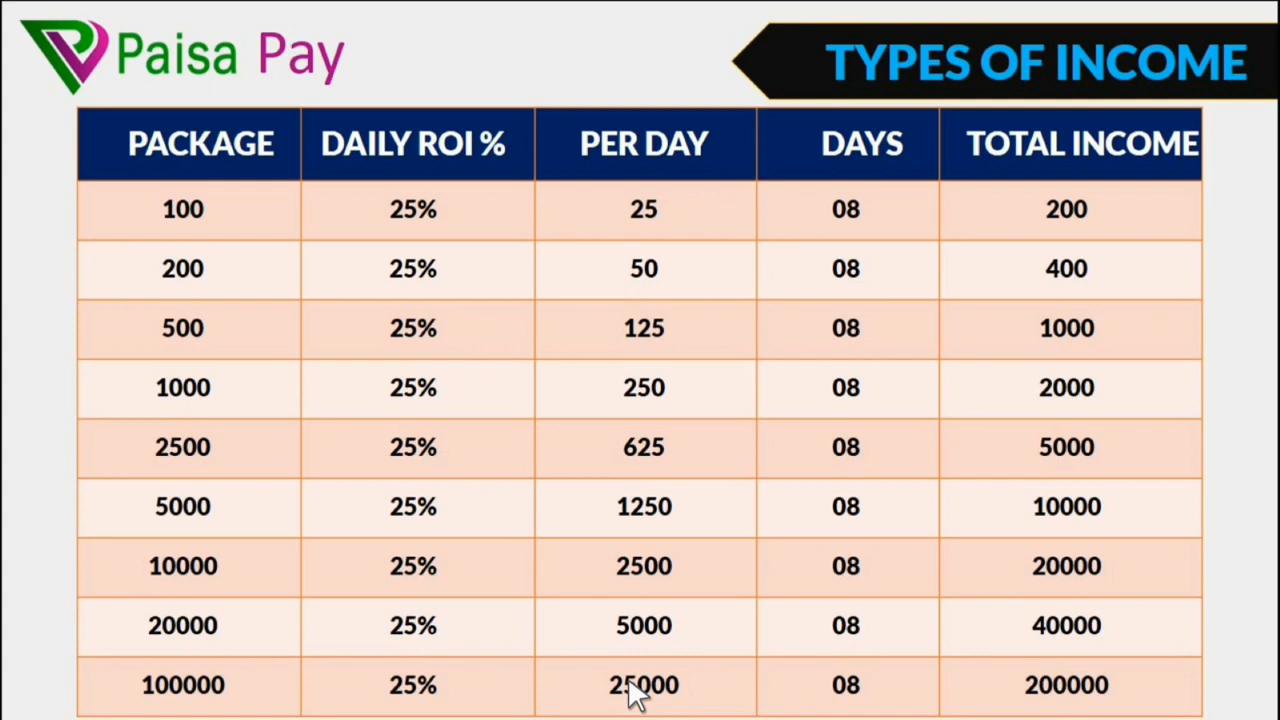 Paisa Pay
TYPES OF INCOME
PACKAGE DAILY ROI % PER DAY DAYS TOTAL INCOME
100 25% 25 08 200
200 25% 50 08 400
500 25% 125 08 1000
1000 25% 250 08 2000
2500 25% 625 08 5000
5000 25% 1250 08 10000
10000 25% 2500 08 20000
20000 25% 5000 08 40000
100000 25% 25000 08 200000